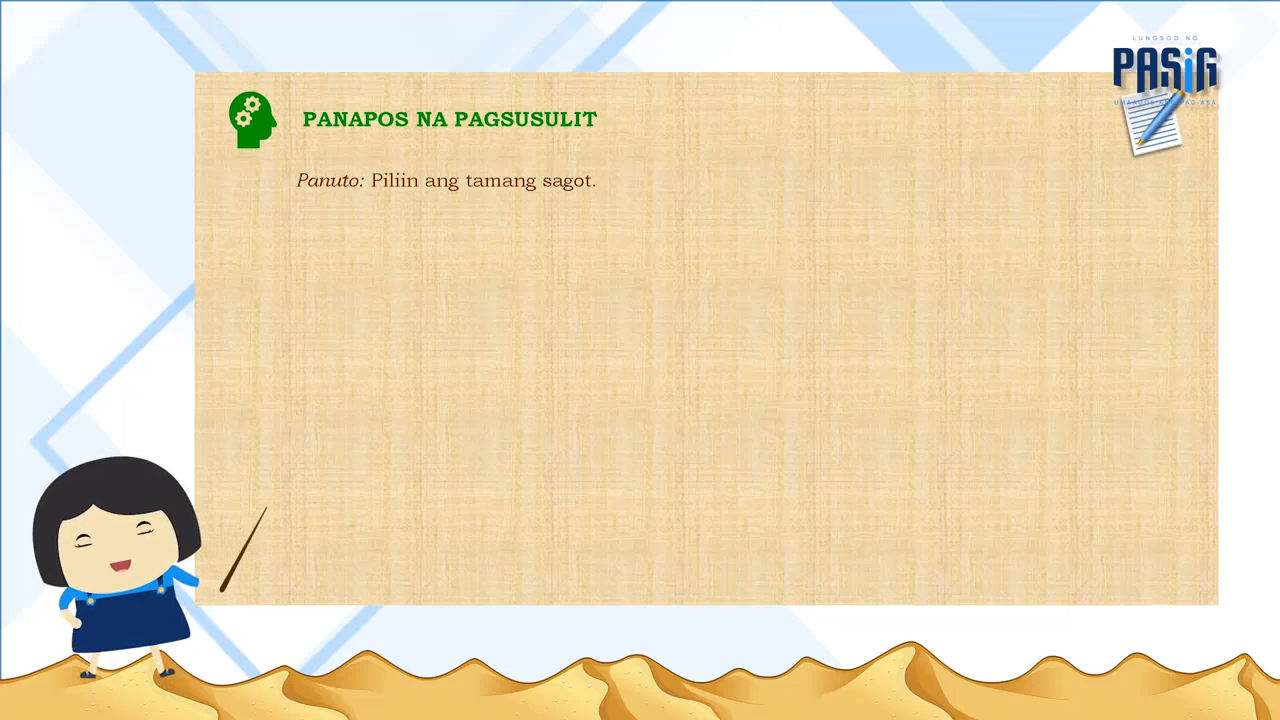 LUNGSOD NG
PASiG
PANAPOS NA PAGSUSULIT
Panuto: Piliin ang tamang sagot.